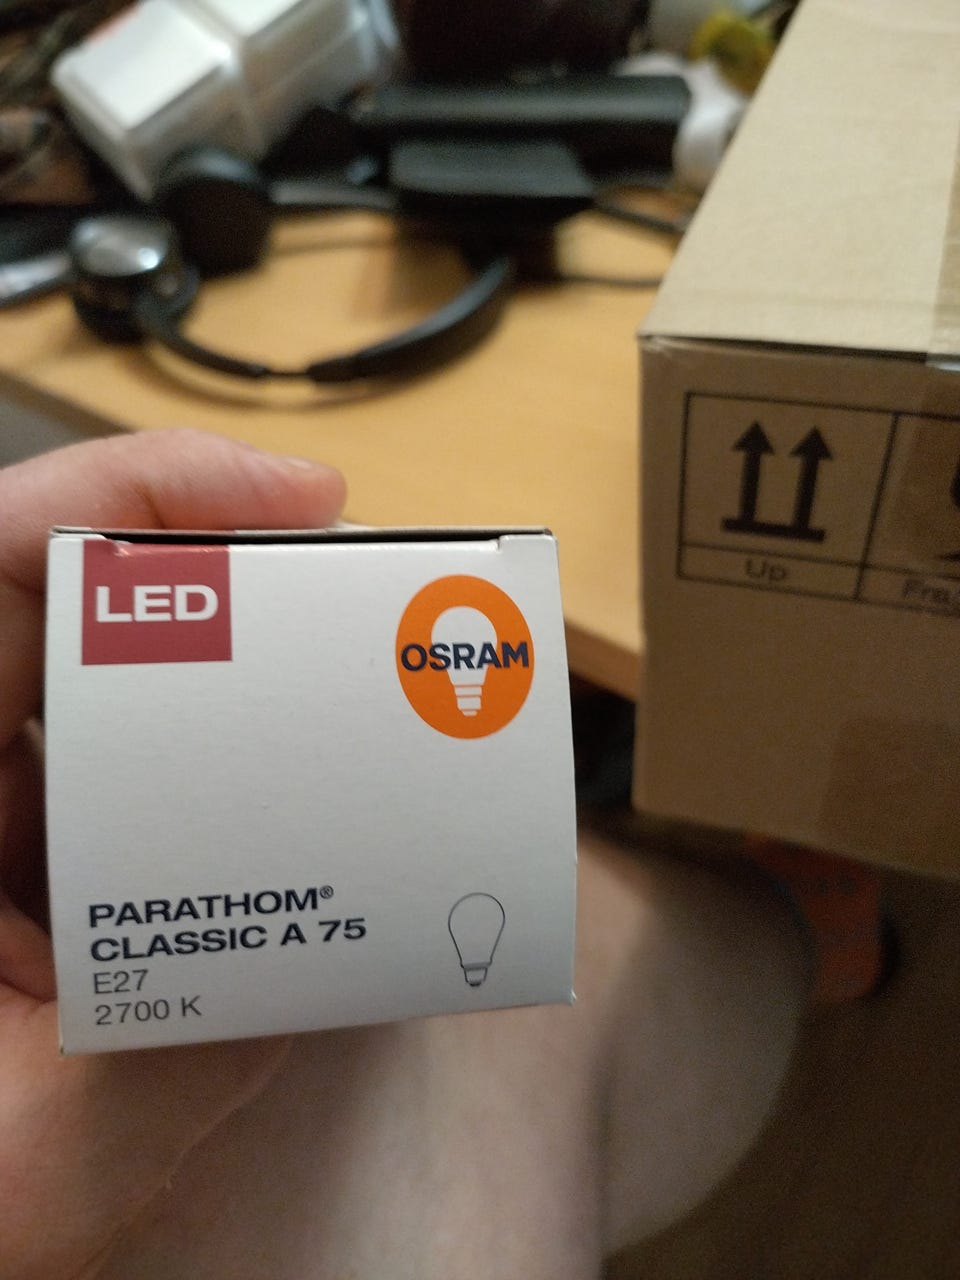 LED
OSRAM
PARATHOM®
CLASSIC A 75
E27
2700 K
Up